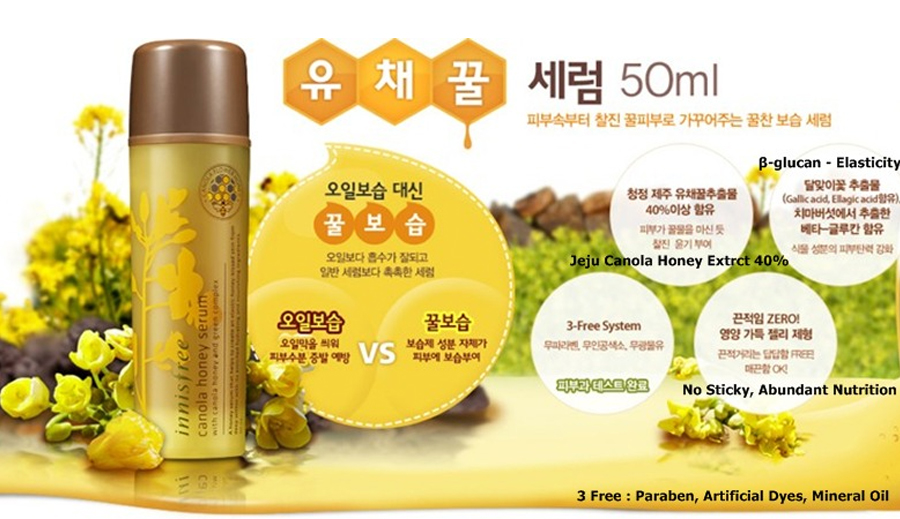 유채꿀 세럼 50ml
피부속부터 찰진 꿀피부로 가꾸어주는 꿀찬 보습 세럼
오일보습 대신
꿀보습
오일보다 흡수가 잘되고
일반 세럼보다 촉촉한 세럼
오일보습
오일막을 씌워
피부수분 증발 예방
VS
꿀보습
보습제 성분 자체가
피부에 보습부여
청정 제주 유채꿀추출물
40%이상 함유
피부가 꿀물을 마신 듯
찰진 윤기 부여
Jeju Canola Honey Extrct 40%
β-glucan - Elasticity
달맞이꽃 추출물
(Gallic acid, Ellagic acid함유),
치마버섯에서 추출한
베타-글루칸 함유
식물 성분의 피부탄력 강화
3-Free System
무파라벤, 무인공색소, 무광물유
피부과 테스트 완료
끈적임 ZERO!
영양 가득 젤리 제형
끈적거리는 답답함 FREE!
매끈함 OK!
No Sticky, Abundant Nutrition
3 Free : Paraben, Artificial Dyes, Mineral Oil
innisfree
canola honey serum
with canola honey and green complex